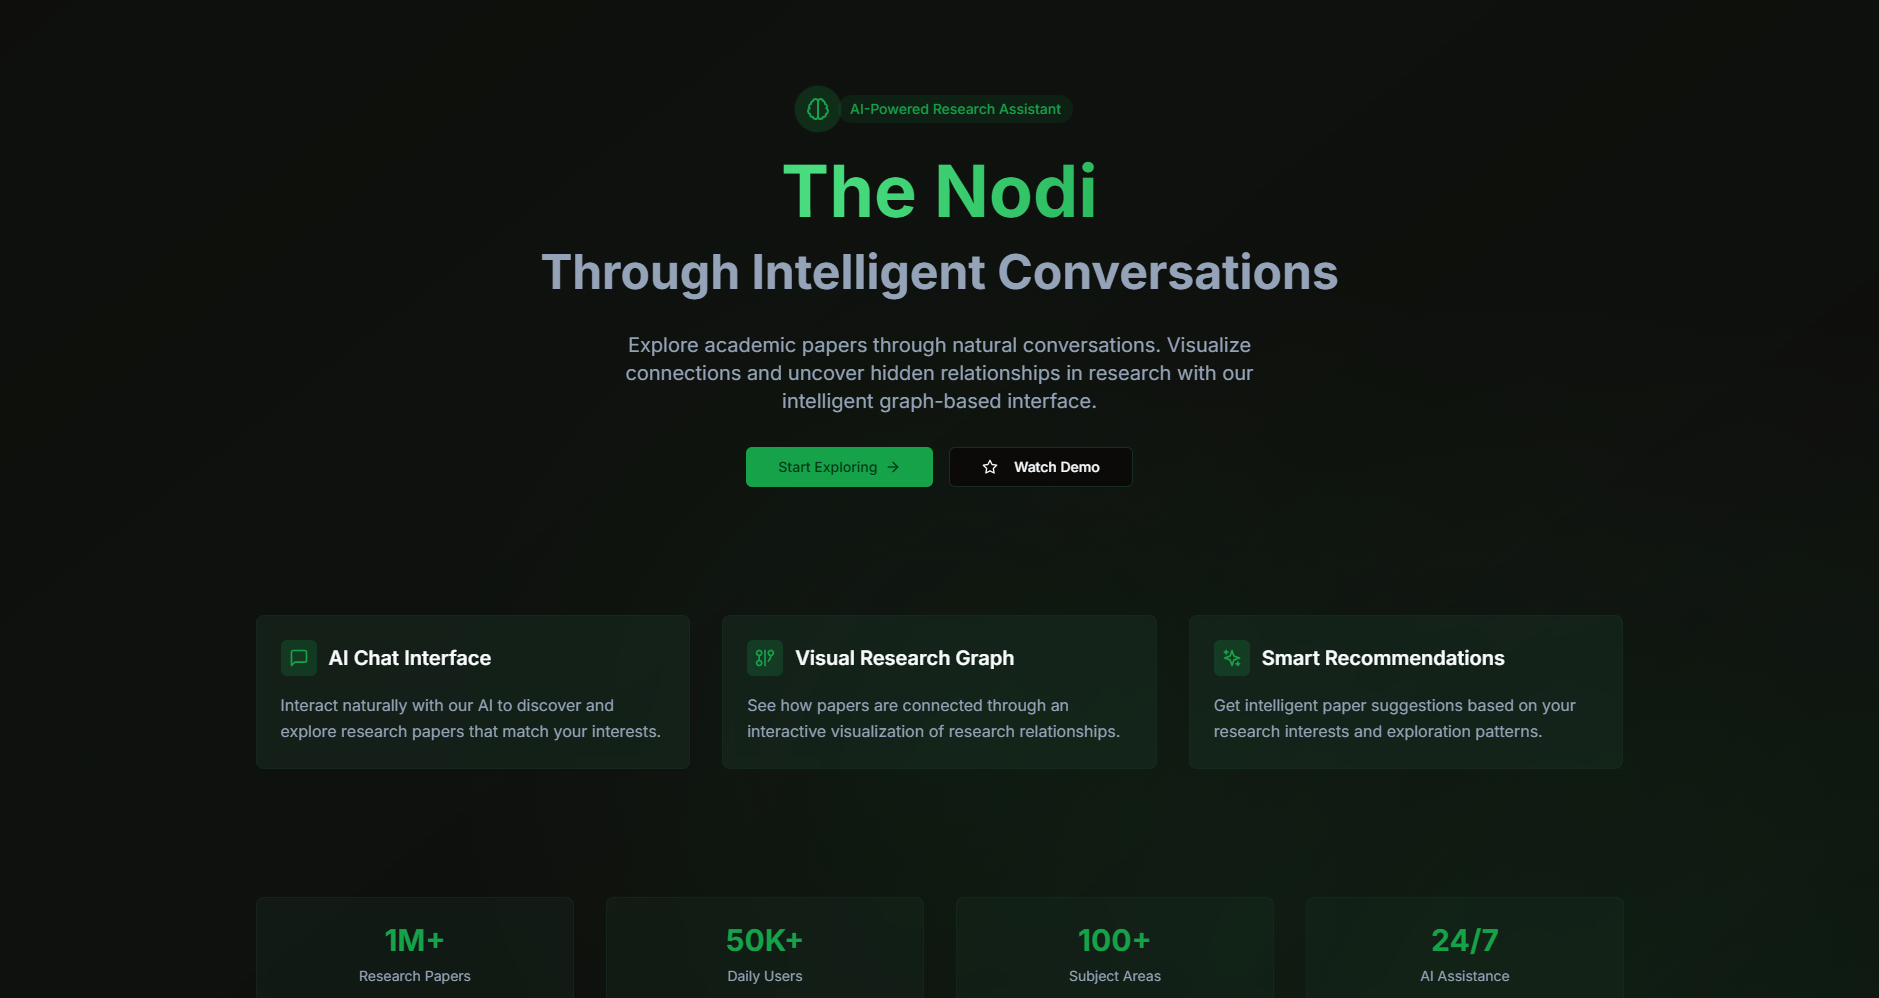 AI-Powered Research Assistant
The Nodi
Through Intelligent Conversations
Explore academic papers through natural conversations. Visualize
connections and uncover hidden relationships in research with our
intelligent graph-based interface.
Start Exploring
Watch Demo
AI Chat Interface
Interact naturally with our AI to discover and
explore research papers that match your interests.
Visual Research Graph
See how papers are connected through an
interactive visualization of research relationships.
Smart Recommendations
Get intelligent paper suggestions based on your
research interests and exploration patterns.
1M+
Research Papers
50K+
Daily Users
100+
Subject Areas
24/7
AI Assistance